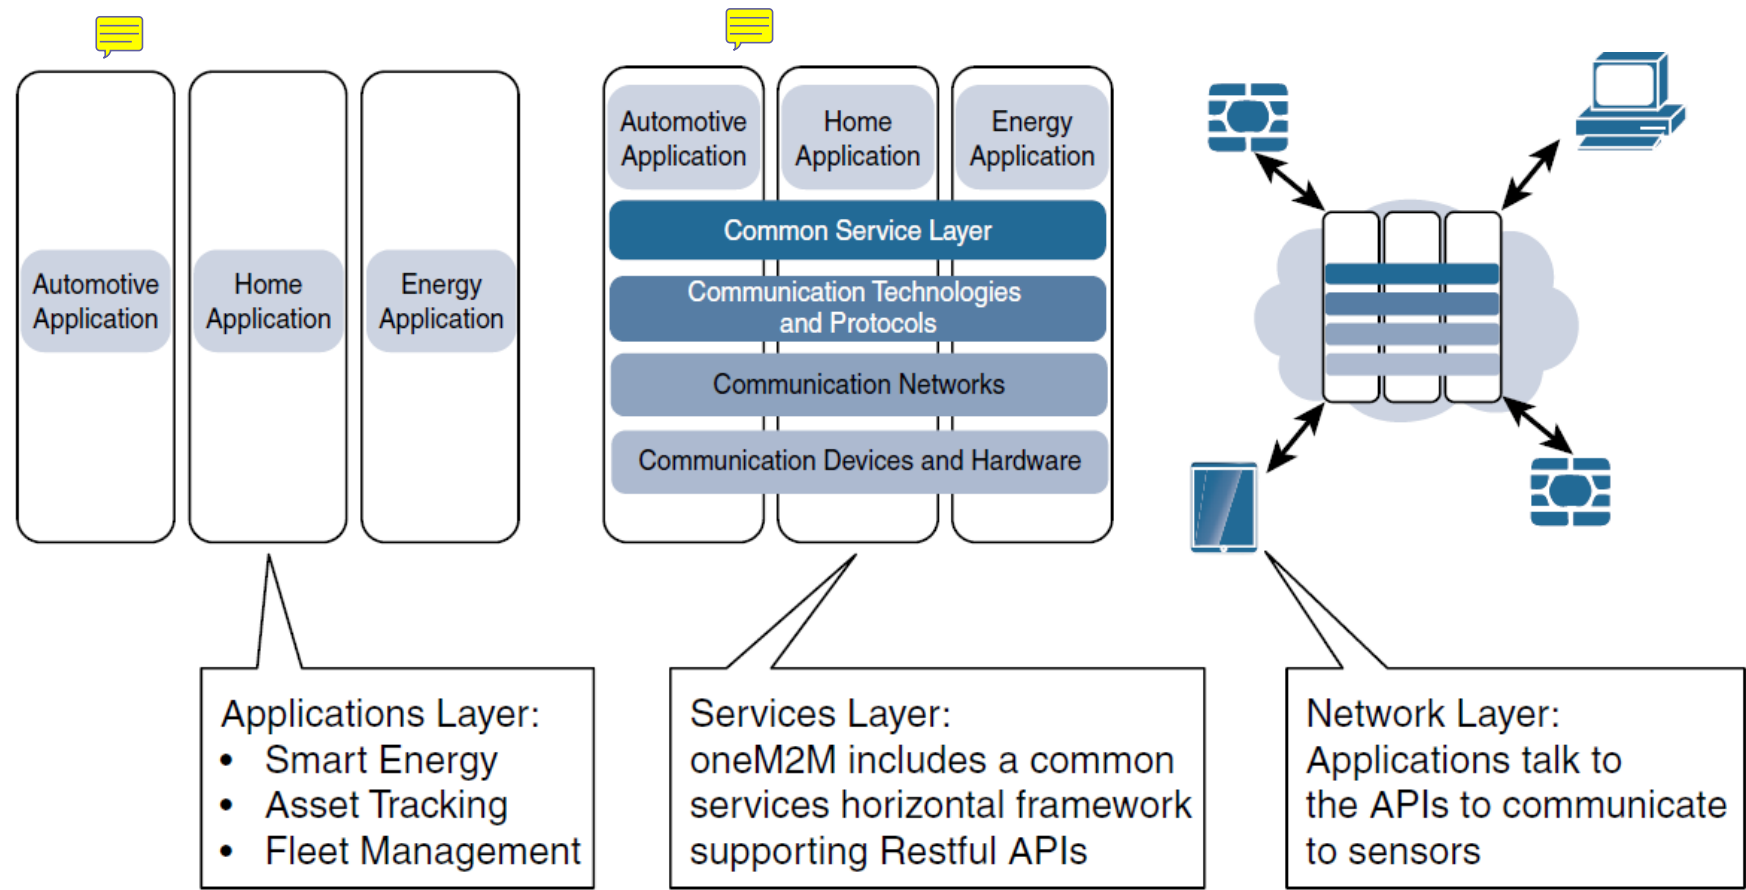 Automotive
Application
Home
Application
Energy
Application
Automotive
Application
Home
Application
Energy
Application
Common Service Layer
Communication Technologies
and Protocols
Communication Networks
Communication Devices and Hardware
Applications Layer:
• Smart Energy
• Asset Tracking
• Fleet Management
Services Layer:
oneM2M includes a common
services horizontal framework
supporting Restful APIs
Network Layer:
Applications talk to
the APIs to communicate
to sensors